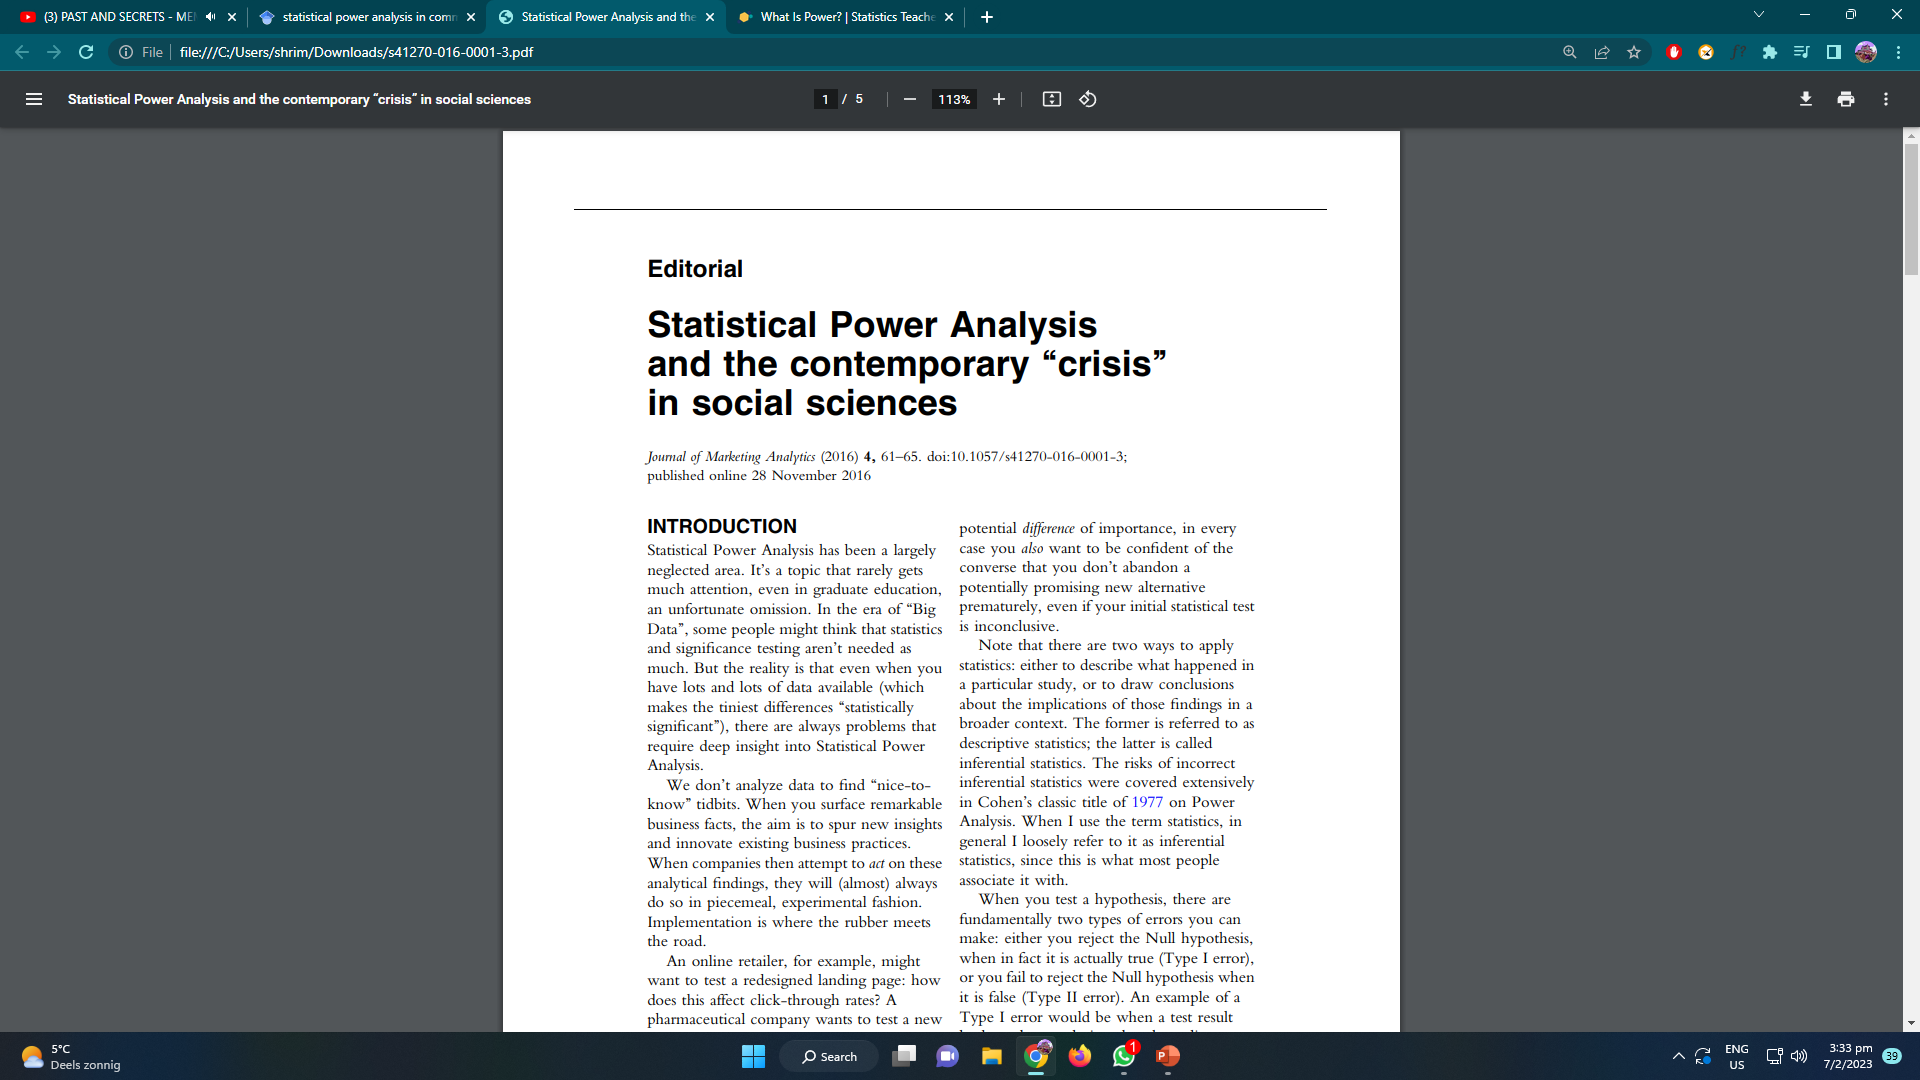 (3) PAST AND SECRETS - ME
statistical power analysis in comm
Statistical Power Analysis and the
What Is Power? | Statistics Teache
File
file:///C:/Users/shrim/Downloads/s41270-016-0001-3.pdf
Statistical Power Analysis and the contemporary “crisis” in social sciences
1 / 5
113%
Editorial
Statistical Power Analysis
and the contemporary “crisis”
in social sciences
Journal of Marketing Analytics (2016) 4, 61–65. doi:10.1057/s41270-016-0001-3;
published online 28 November 2016
INTRODUCTION
Statistical Power Analysis has been a largely
neglected area. It’s a topic that rarely gets
much attention, even in graduate education,
an unfortunate omission. In the era of “Big
Data”, some people might think that statistics
and significance testing aren’t needed as
much. But the reality is that even when you
have lots and lots of data available (which
makes the tiniest differences “statistically
significant”), there are always problems that
require deep insight into Statistical Power
Analysis.
We don’t analyze data to find “nice-to-
know” tidbits. When you surface remarkable
business facts, the aim is to spur new insights
and innovate existing business practices.
When companies then attempt to act on these
analytical findings, they will (almost) always
do so in piecemeal, experimental fashion.
Implementation is where the rubber meets
the road.
An online retailer, for example, might
want to test a redesigned landing page: how
does this affect click-through rates? A
pharmaceutical company wants to test a new
potential difference of importance, in every
case you also want to be confident of the
converse that you don’t abandon a
potentially promising new alternative
prematurely, even if your initial statistical test
is inconclusive.
Note that there are two ways to apply
statistics: either to describe what happened in
a particular study, or to draw conclusions
about the implications of those findings in a
broader context. The former is referred to as
descriptive statistics; the latter is called
inferential statistics. The risks of incorrect
inferential statistics were covered extensively
in Cohen’s classic title of 1977 on Power
Analysis. When I use the term statistics, in
general I loosely refer to it as inferential
statistics, since this is what most people
associate it with.
When you test a hypothesis, there are
fundamentally two types of errors you can
make: either you reject the Null hypothesis,
when in fact it is actually true (Type I error),
or you fail to reject the Null hypothesis when
it is false (Type II error). An example of a
Type I error would be when a test result
5°C
Deels zonnig
Search
1
ENG
US
3:33 pm
7/2/2023
39